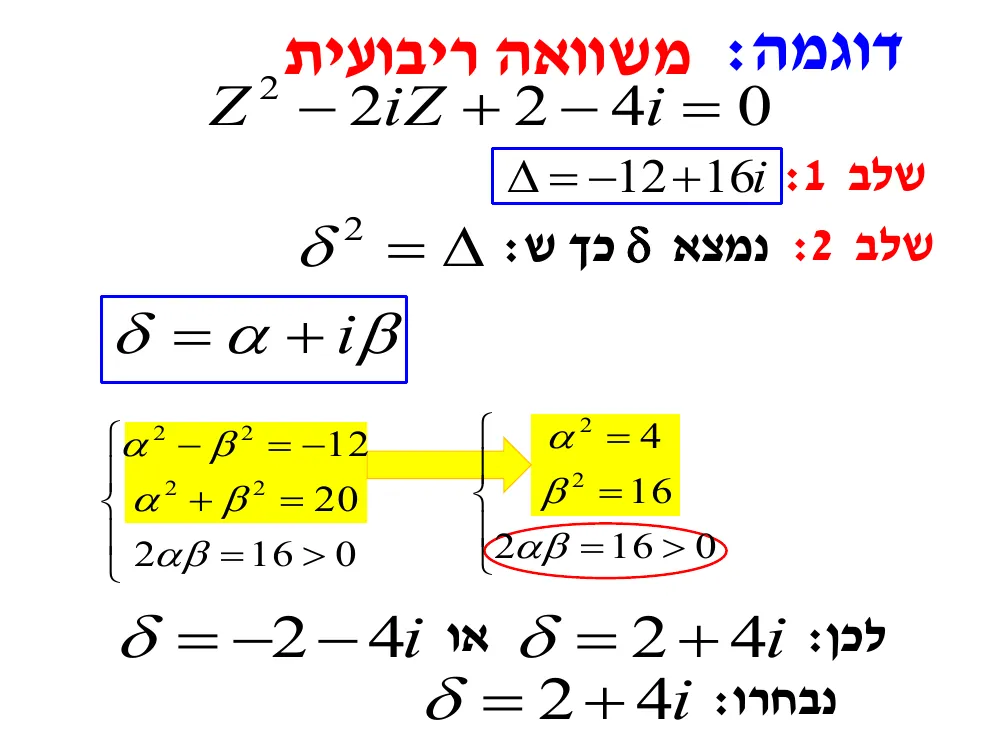 דוגמה: משוואה ריבועית
Z² − 2iZ + 2 − 4i = 0
שלב 1: Δ = −12 + 16i
שלב 2: נמצא δ כך ש: δ² = Δ
δ = α + iβ
α² − β² = −12
α² + β² = 20
2αβ = 16 > 0
α² = 4
β² = 16
2αβ = 16 > 0
לכן: δ = 2 + 4i או δ = −2 − 4i
נבחרו: δ = 2 + 4i